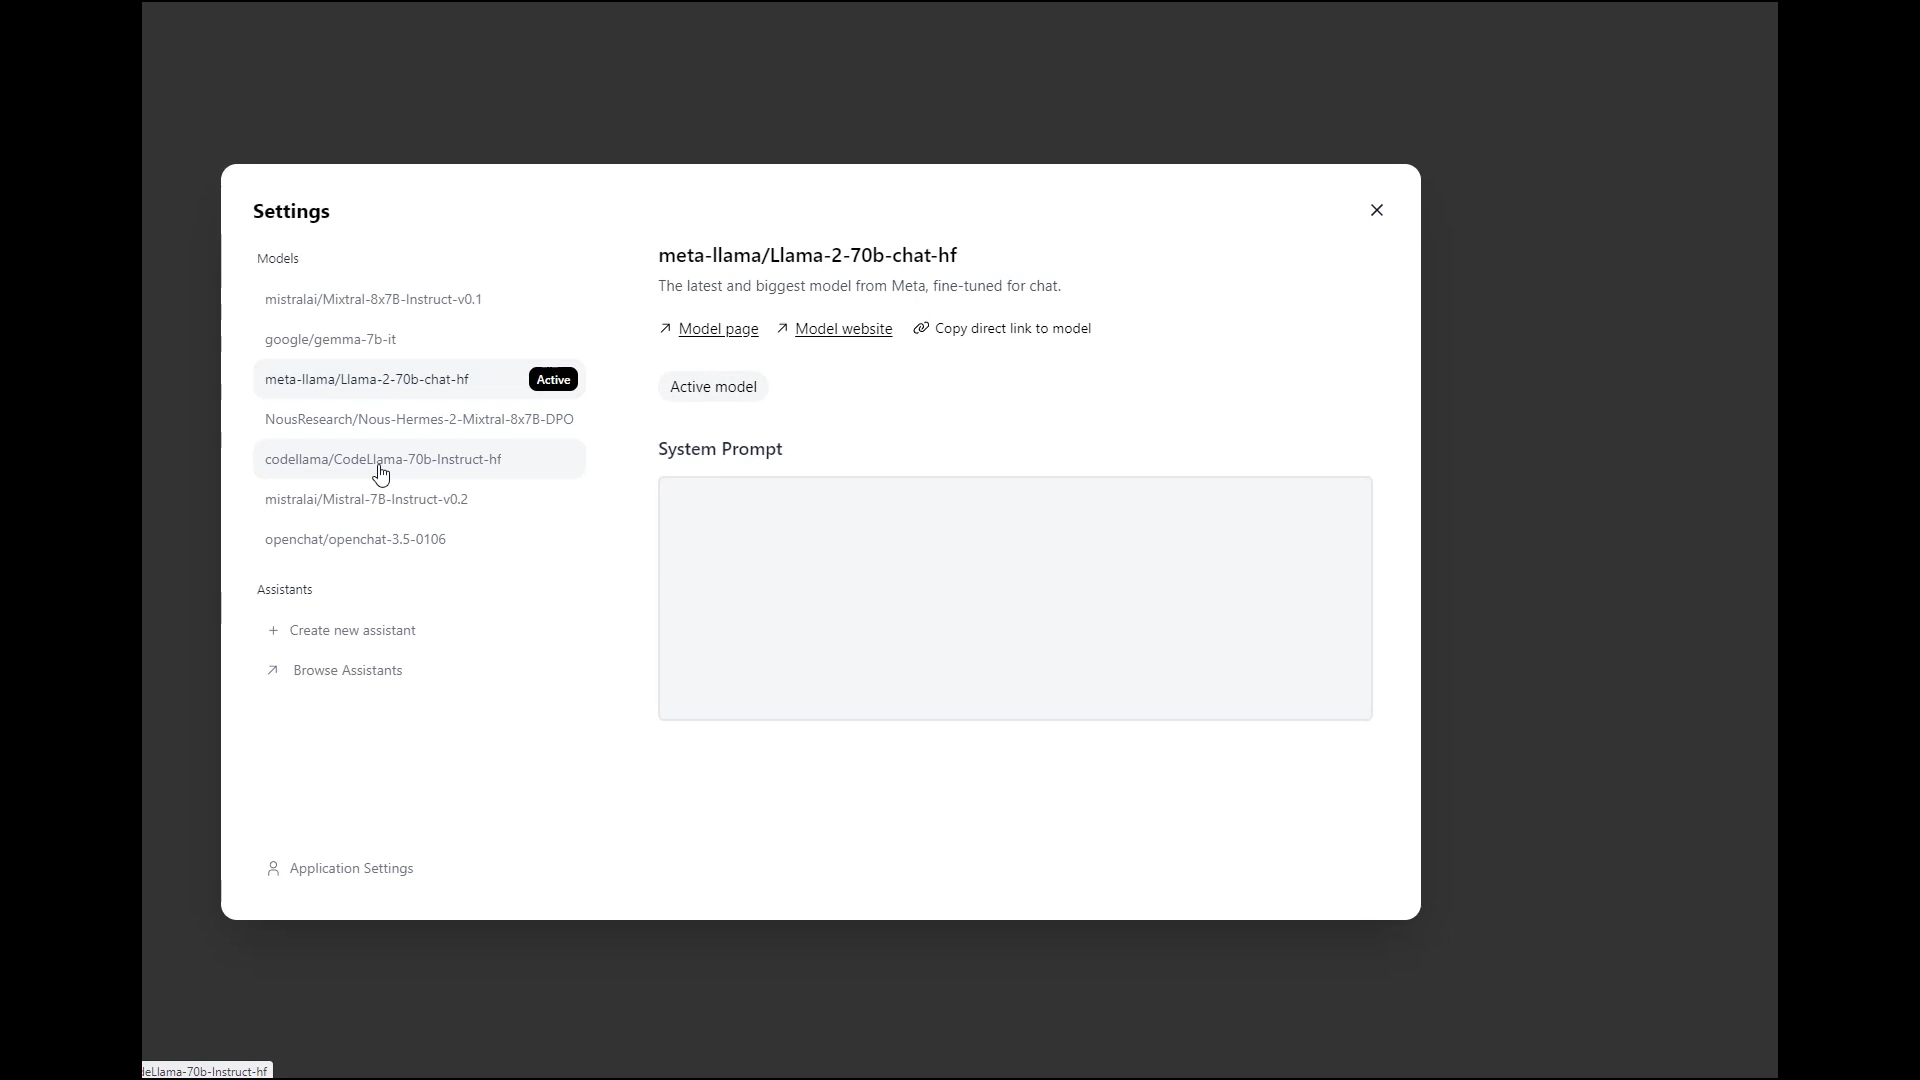 Settings
Models
mistralai/Mixtral-8x7B-Instruct-v0.1
google/gemma-7b-it
meta-llama/Llama-2-70b-chat-hf
Active
NousResearch/Nous-Hermes-2-Mixtral-8x7B-DPO
codellama/CodeLlama-70b-Instruct-hf
mistralai/Mistral-7B-Instruct-v0.2
openchat/openchat-3.5-0106
Assistants
Create new assistant
Browse Assistants
Application Settings
meta-llama/Llama-2-70b-chat-hf
The latest and biggest model from Meta, fine-tuned for chat.
Model page Model website Copy direct link to model
Active model
System Prompt
deLlama-70b-Instruct-hf